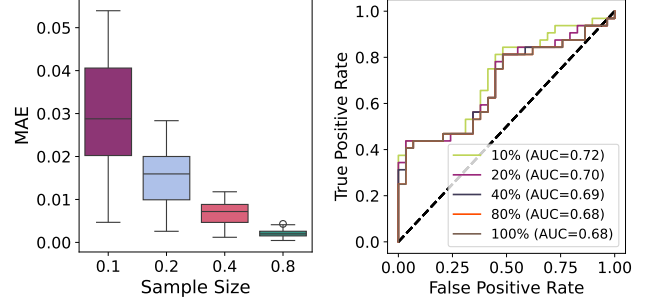 0.05
0.04
0.03
0.02
0.01
0.00
MAE
0.1 0.2 0.4 0.8
Sample Size
1.0
0.8
0.6
0.4
0.2
0.0
True Positive Rate
10% (AUC=0.72)
20% (AUC=0.70)
40% (AUC=0.69)
80% (AUC=0.68)
100% (AUC=0.68)
0.00 0.25 0.50 0.75 1.00
False Positive Rate